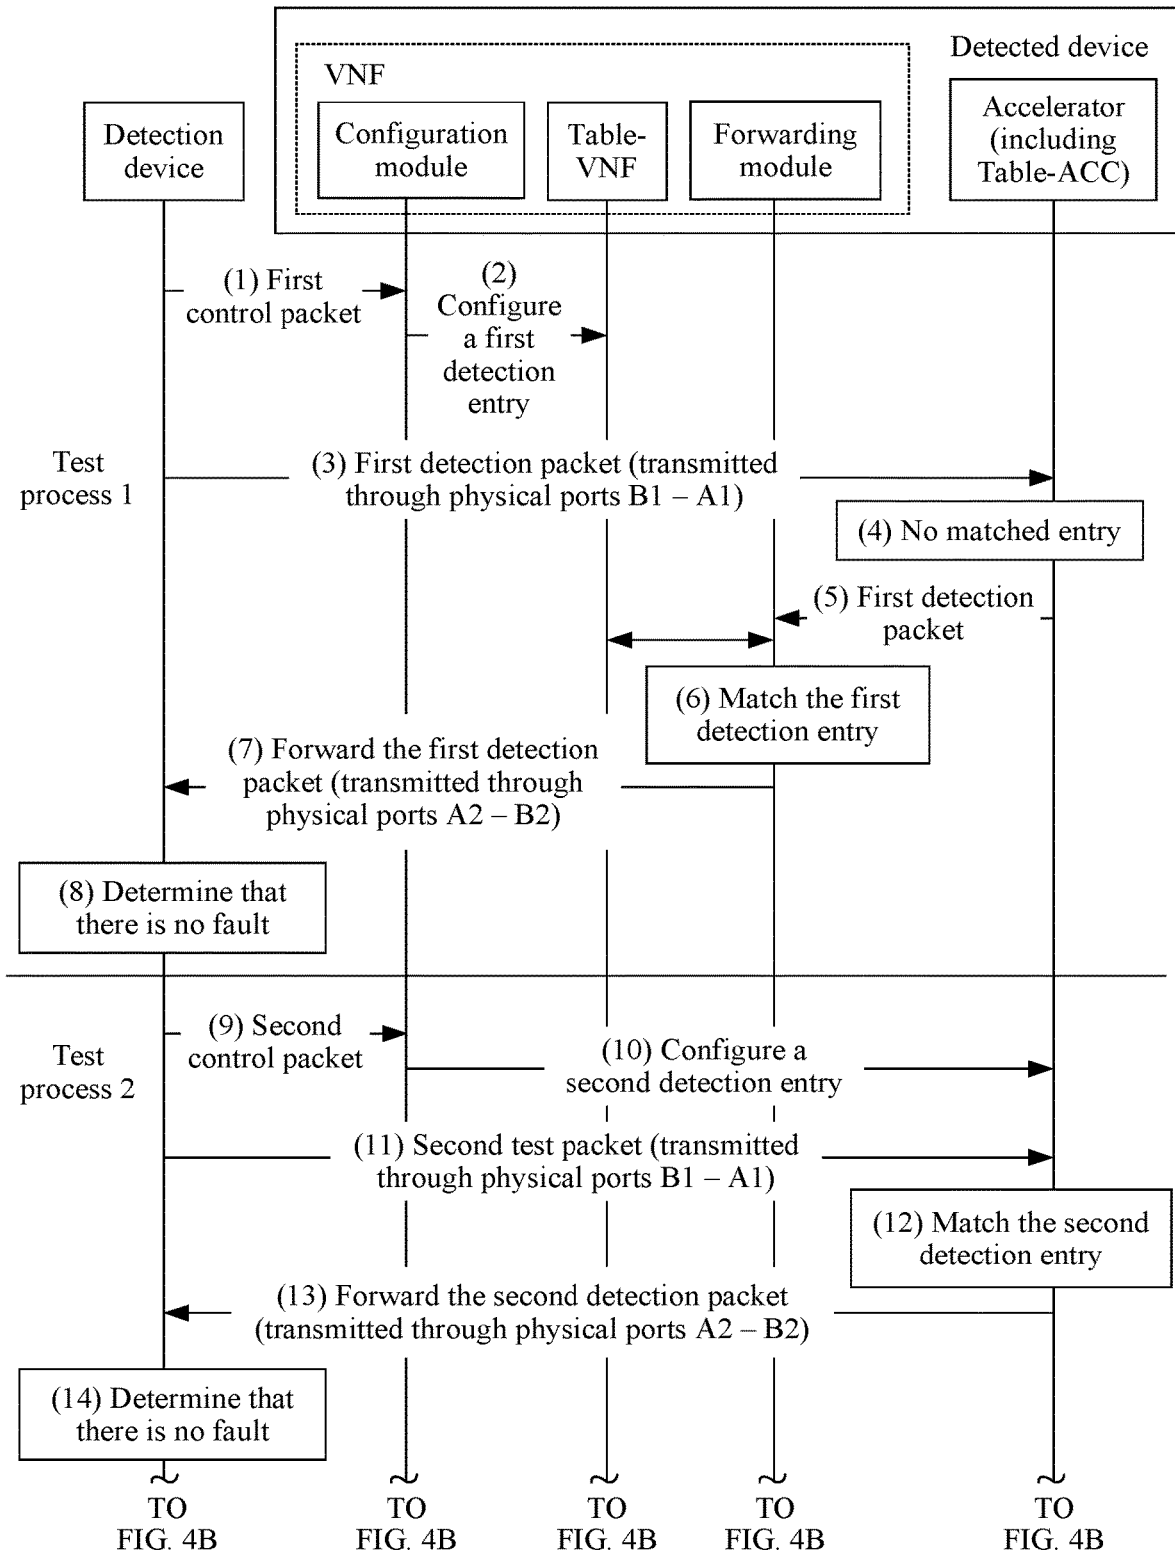 Detected device
VNF
Detection
device
Configuration
module
Table-
VNF
Forwarding
module
Accelerator
(including
Table-ACC)
(1) First
control packet
(2)
Configure
a first
detection
entry
Test
process 1
(3) First detection packet (transmitted
through physical ports B1 – A1)
(4) No matched entry
(5) First detection
packet
(6) Match the first
detection entry
(7) Forward the first detection
packet (transmitted through
physical ports A2 – B2)
(8) Determine that
there is no fault
Test
process 2
(9) Second
control packet
(10) Configure a
second detection entry
(11) Second test packet (transmitted
through physical ports B1 – A1)
(12) Match the second
detection entry
(13) Forward the second detection packet
(transmitted through physical ports A2 – B2)
(14) Determine that
there is no fault
TO
FIG. 4B
TO
FIG. 4B
TO
FIG. 4B
TO
FIG. 4B
TO
FIG. 4B